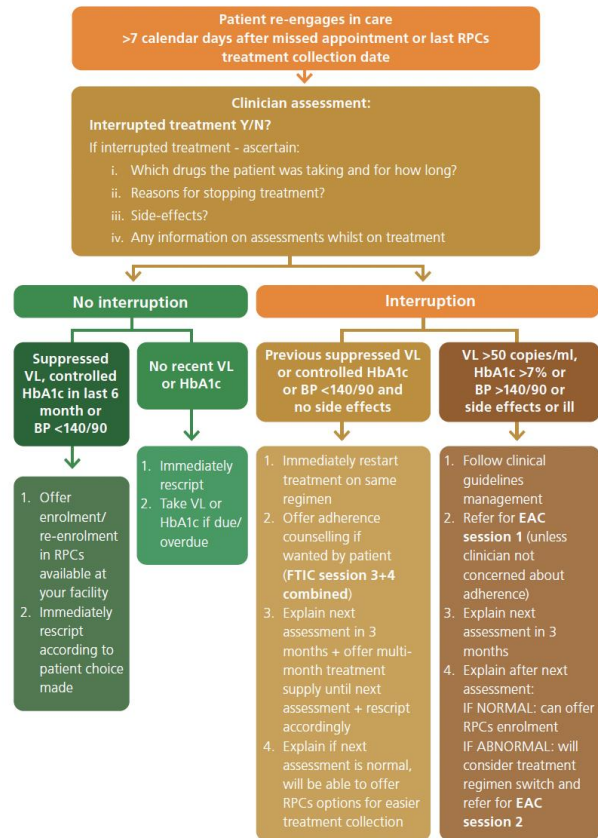 Patient re-engages in care
>7 calendar days after missed appointment or last RPCs
treatment collection date
Clinician assessment:
Interrupted treatment Y/N?
If interrupted treatment - ascertain:
i. Which drugs the patient was taking and for how long?
ii. Reasons for stopping treatment?
iii. Side-effects?
iv. Any information on assessments whilst on treatment
No interruption
Suppressed
VL, controlled
HbA1c in last 6
month or
BP <140/90
1. Offer
enrolment/
re-enrolment
in RPCs
available at
your facility
2. Immediately
rescript
according to
patient choice
made
No recent VL
or HbA1c
1. Immediately
rescript
2. Take VL or
HbA1c if due/
overdue
Interruption
Previous suppressed VL
or controlled HbA1c
or BP <140/90 and
no side effects
1. Immediately restart
treatment on same
regimen
2. Offer adherence
counselling if
wanted by patient
(FTIC session 3+4
combined)
3. Explain next
assessment in 3
months + offer multi-
month treatment
supply until next
assessment + rescript
accordingly
4. Explain if next
assessment is normal,
will be able to offer
RPCs options for easier
treatment collection
VL >50 copies/ml,
HbA1c >7% or
BP >140/90 or
side effects or ill
1. Follow clinical
guidelines
management
2. Refer for EAC
session 1 (unless
clinician not
concerned about
adherence)
3. Explain next
assessment in 3
months
4. Explain after next
assessment:
IF NORMAL: can offer
RPCs enrolment
IF ABNORMAL: will
consider treatment
regimen switch and
refer for EAC
session 2